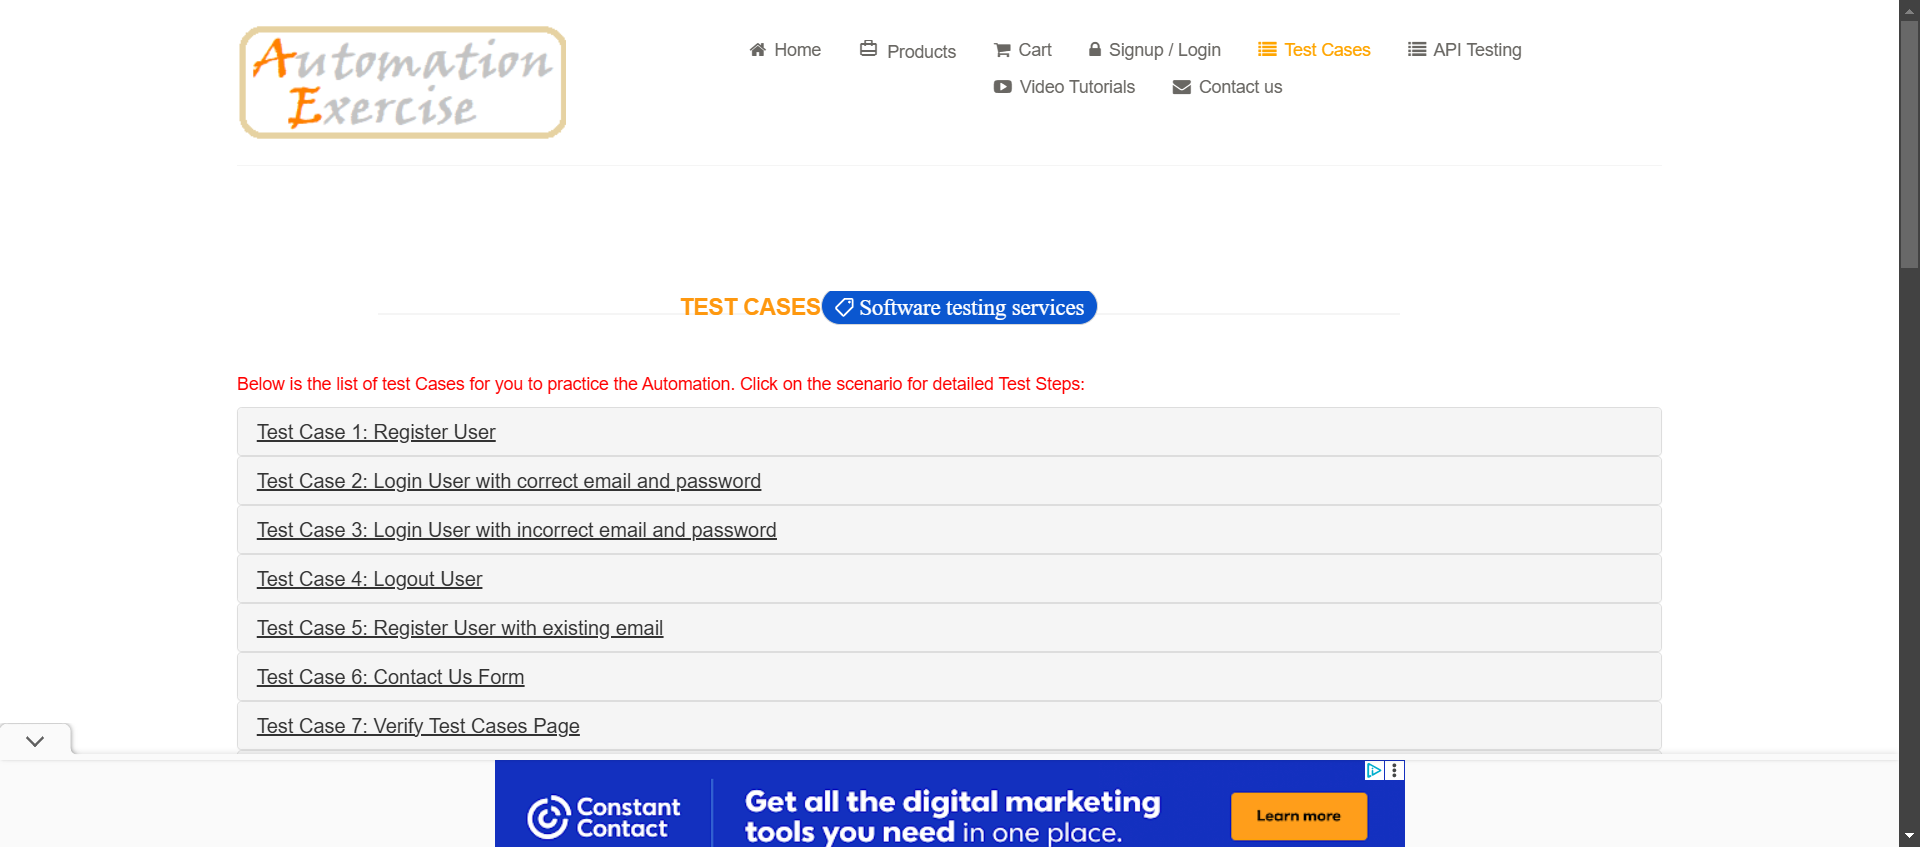 Automation
Exercise
Home
Products
Cart
Signup / Login
Test Cases
API Testing
Video Tutorials
Contact us
TEST CASES
Software testing services
Below is the list of test Cases for you to practice the Automation. Click on the scenario for detailed Test Steps:
Test Case 1: Register User
Test Case 2: Login User with correct email and password
Test Case 3: Login User with incorrect email and password
Test Case 4: Logout User
Test Case 5: Register User with existing email
Test Case 6: Contact Us Form
Test Case 7: Verify Test Cases Page
Constant
Contact
Get all the digital marketing
tools you need in one place.
Learn more